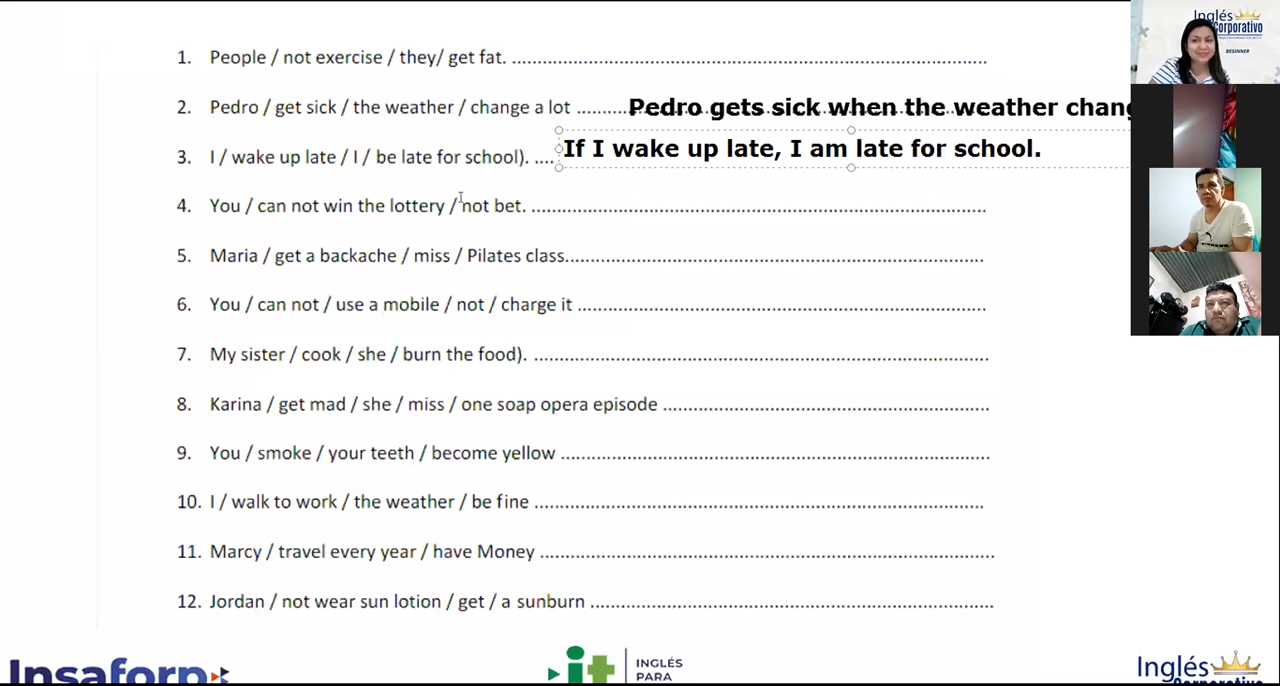 1. People / not exercise / they/ get fat. ................................................................................
2. Pedro / get sick / the weather / change a lot ......... Pedro gets sick when the weather chang
3. I / wake up late / I / be late for school). .... If I wake up late, I am late for school.
4. You / can not win the lottery / not bet. ............................................................................
5. Maria / get a backache / miss / Pilates class......................................................................
6. You / can not / use a mobile / not / charge it ....................................................................
7. My sister / cook / she / burn the food). ............................................................................
8. Karina / get mad / she / miss / one soap opera episode ......................................................
9. You / smoke / your teeth / become yellow ........................................................................
10. I / walk to work / the weather / be fine ...........................................................................
11. Marcy / travel every year / have Money ...........................................................................
12. Jordan / not wear sun lotion / get / a sunburn ...................................................................
Inglés
Corporativo
BEGINNER
Insaforp
it INGLÉS
PARA
Inglés
Corporativo